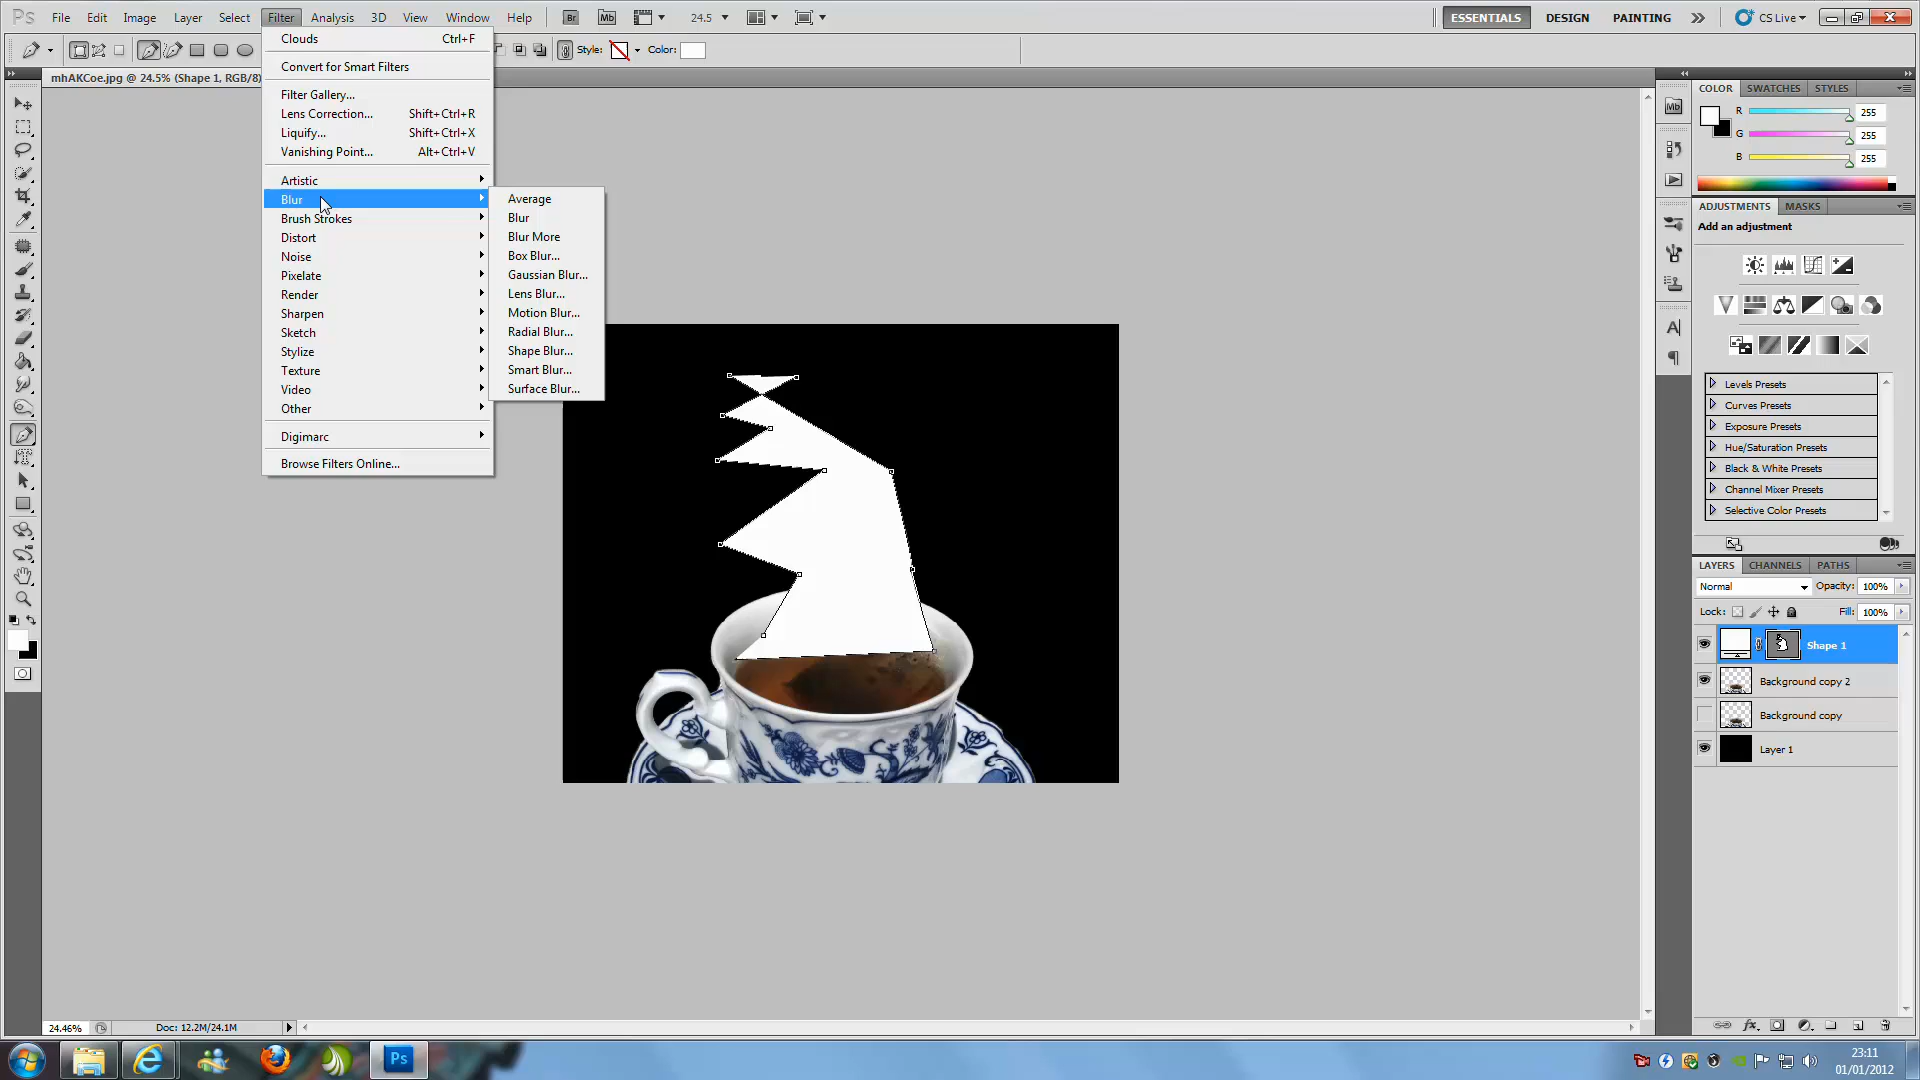 Ps File Edit Image Layer Select Filter Analysis 3D View Window Help Br Mb 24.5 ESSENTIALS DESIGN PAINTING CS Live
Style: Color:
mhAKCoe.jpg @ 24.5% (Shape 1, RGB/8)
Clouds Ctrl+F
Convert for Smart Filters
Filter Gallery...
Lens Correction... Shift+Ctrl+R
Liquify... Shift+Ctrl+X
Vanishing Point... Alt+Ctrl+V
Artistic
Blur
Brush Strokes
Distort
Noise
Pixelate
Render
Sharpen
Sketch
Stylize
Texture
Video
Other
Digimarc
Browse Filters Online...
Average
Blur
Blur More
Box Blur...
Gaussian Blur...
Lens Blur...
Motion Blur...
Radial Blur...
Shape Blur...
Smart Blur...
Surface Blur...
Mb
COLOR SWATCHES STYLES
R 255
G 255
B 255
ADJUSTMENTS MASKS
Add an adjustment
Levels Presets
Curves Presets
Exposure Presets
Hue/Saturation Presets
Black & White Presets
Channel Mixer Presets
Selective Color Presets
LAYERS CHANNELS PATHS
Normal Opacity: 100%
Lock: Fill: 100%
Shape 1
Background copy 2
Background copy
Layer 1
24.46% Doc: 12.2M/24.1M
Ps
23:11
01/01/2012